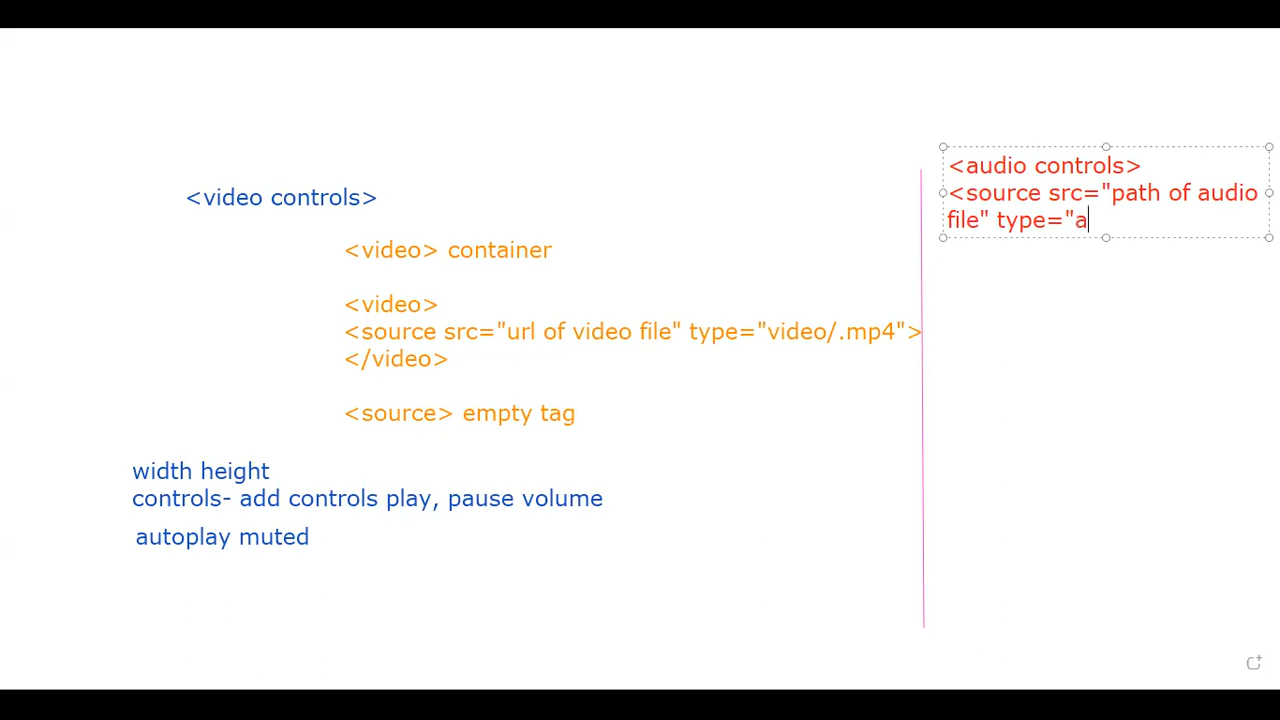 <video controls>
<video> container
<video>
<source src="url of video file" type="video/.mp4">
</video>
<source> empty tag
width height
controls- add controls play, pause volume
autoplay muted
<audio controls>
<source src="path of audio
file" type="a